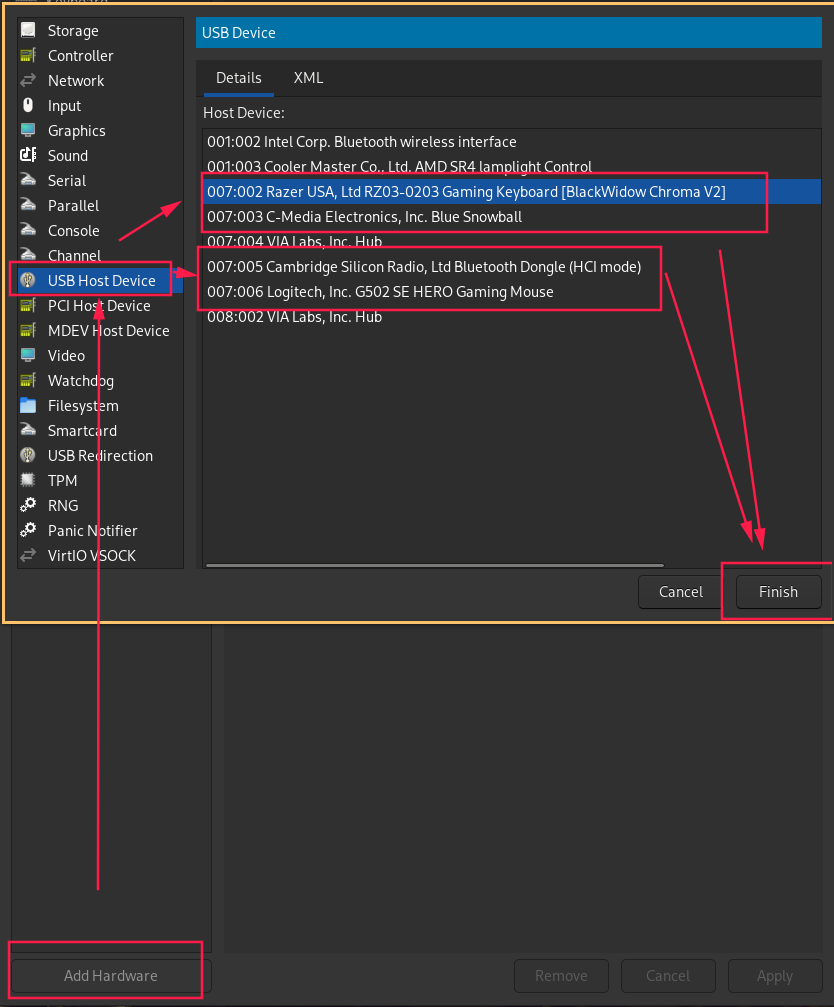 Storage
Controller
Network
Input
Graphics
Sound
Serial
Parallel
Console
Channel
USB Host Device
PCI Host Device
MDEV Host Device
Video
Watchdog
Filesystem
Smartcard
USB Redirection
TPM
RNG
Panic Notifier
VirtIO VSOCK
USB Device
Details XML
Host Device:
001:002 Intel Corp. Bluetooth wireless interface
001:003 Cooler Master Co., Ltd. AMD SR4 lamplight Control
007:002 Razer USA, Ltd RZ03-0203 Gaming Keyboard [BlackWidow Chroma V2]
007:003 C-Media Electronics, Inc. Blue Snowball
007:004 VIA Labs, Inc. Hub
007:005 Cambridge Silicon Radio, Ltd Bluetooth Dongle (HCI mode)
007:006 Logitech, Inc. G502 SE HERO Gaming Mouse
008:002 VIA Labs, Inc. Hub
Cancel Finish
Add Hardware Remove Cancel Apply